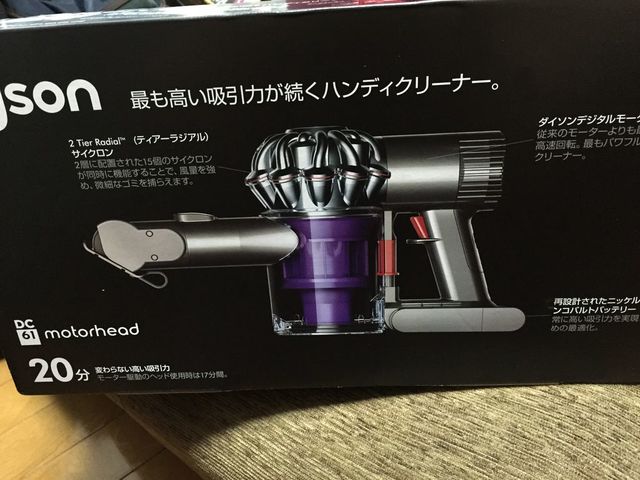 yson
最も高い吸引力が続くハンディクリーナー。
2 Tier Radial™ (ティアーラジアル)
サイクロン
2層に配置された15個のサイクロン
が同時に機能することで、風量を強
め、微細なゴミを捕らえます。
ダイソンデジタルモータ
従来のモーターよりも
高速回転。最もパワフル
クリーナー。
再設計されたニッケル
ンコバルトバッテリー
常に高い吸引力を実現
めの最適化。
DC
61
motorhead
20分
変わらない高い吸引力
モーター駆動のヘッド使用時は17分間。